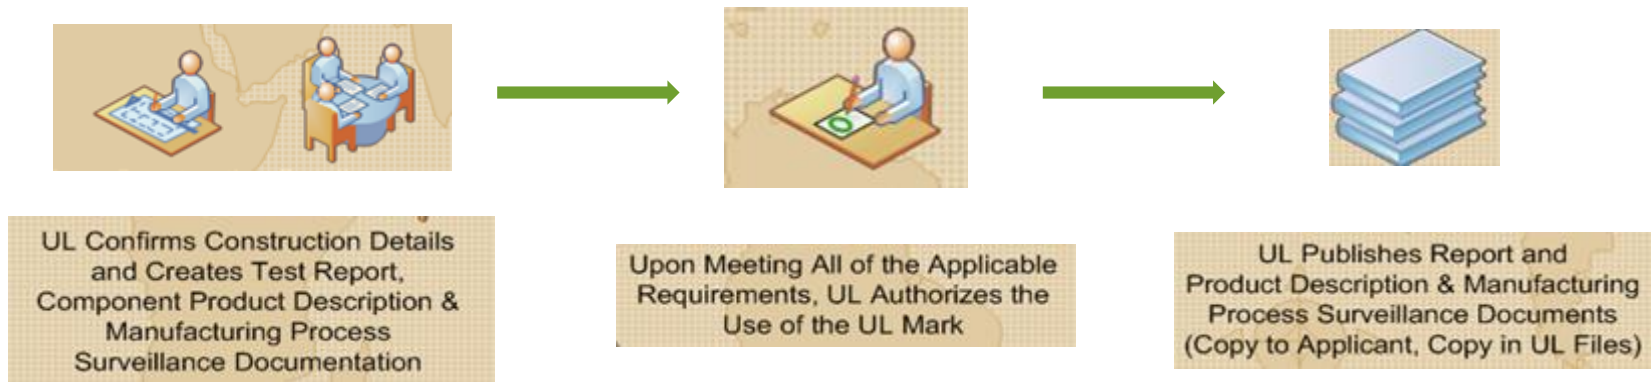 UL Confirms Construction Details
and Creates Test Report,
Component Product Description &
Manufacturing Process
Surveillance Documentation
Upon Meeting All of the Applicable
Requirements, UL Authorizes the
Use of the UL Mark
UL Publishes Report and
Product Description & Manufacturing
Process Surveillance Documents
(Copy to Applicant, Copy in UL Files)